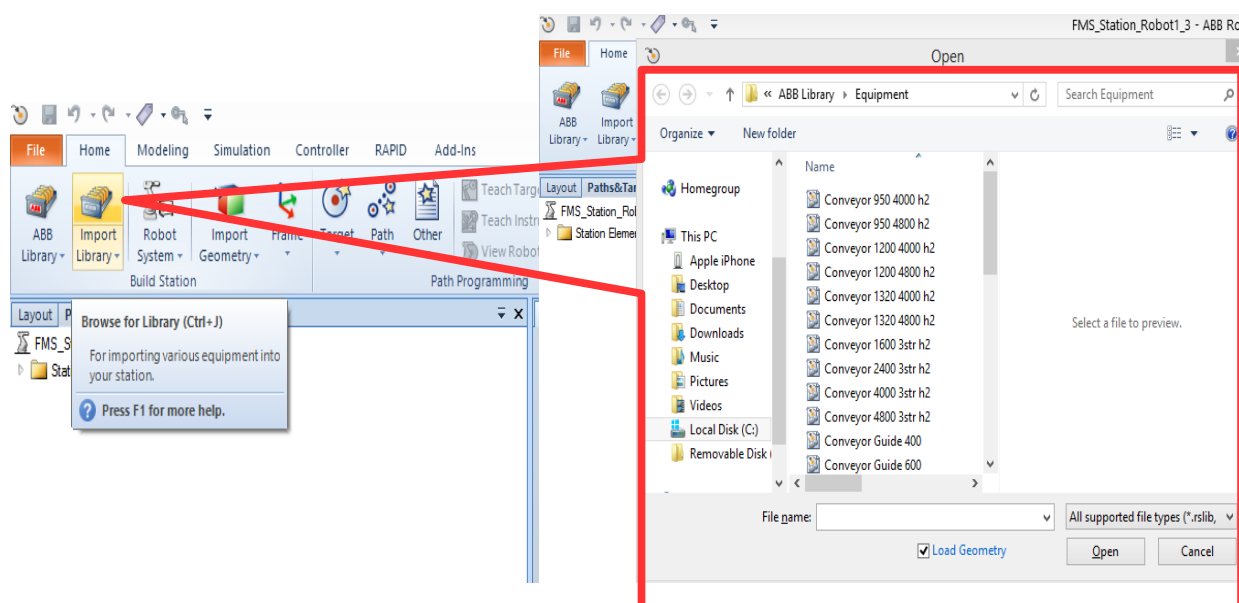 File Home Modeling Simulation Controller RAPID Add-Ins
ABB Library
Import Library
Robot System
Import Geometry
Frame
Target
Path
Other
Teach Targ
Teach Instr
View Robot
Build Station
Path Programming
Layout P
FMS_S
Stat
Browse for Library (Ctrl+J)
For importing various equipment into
your station.
Press F1 for more help.
FMS_Station_Robot1_3 - ABB Ro
File Home
ABB Library
Import Library
Layout Paths&Tar
FMS_Station_Rob
Station Elemen
Open
« ABB Library Equipment
Search Equipment
Organize New folder
Homegroup
This PC
Apple iPhone
Desktop
Documents
Downloads
Music
Pictures
Videos
Local Disk (C:)
Removable Disk (
Name
Conveyor 950 4000 h2
Conveyor 950 4800 h2
Conveyor 1200 4000 h2
Conveyor 1200 4800 h2
Conveyor 1320 4000 h2
Conveyor 1320 4800 h2
Conveyor 1600 3str h2
Conveyor 2400 3str h2
Conveyor 4000 3str h2
Conveyor 4800 3str h2
Conveyor Guide 400
Conveyor Guide 600
Select a file to preview.
File name:
All supported file types (*.rslib,
Load Geometry
Open Cancel